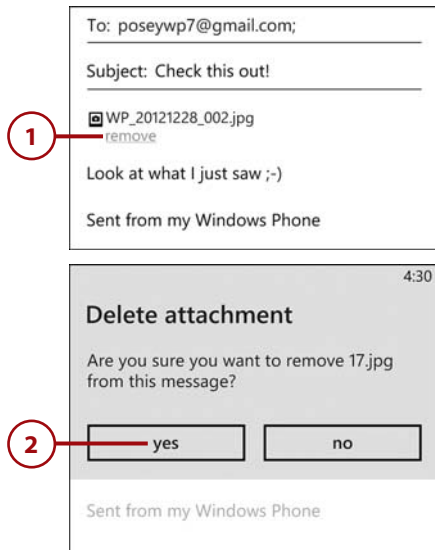 To: poseywp7@gmail.com;
Subject: Check this out!
WP_20121228_002.jpg
remove
1
Look at what I just saw ;-)
Sent from my Windows Phone
4:30
Delete attachment
Are you sure you want to remove 17.jpg
from this message?
2
yes
no
Sent from my Windows Phone